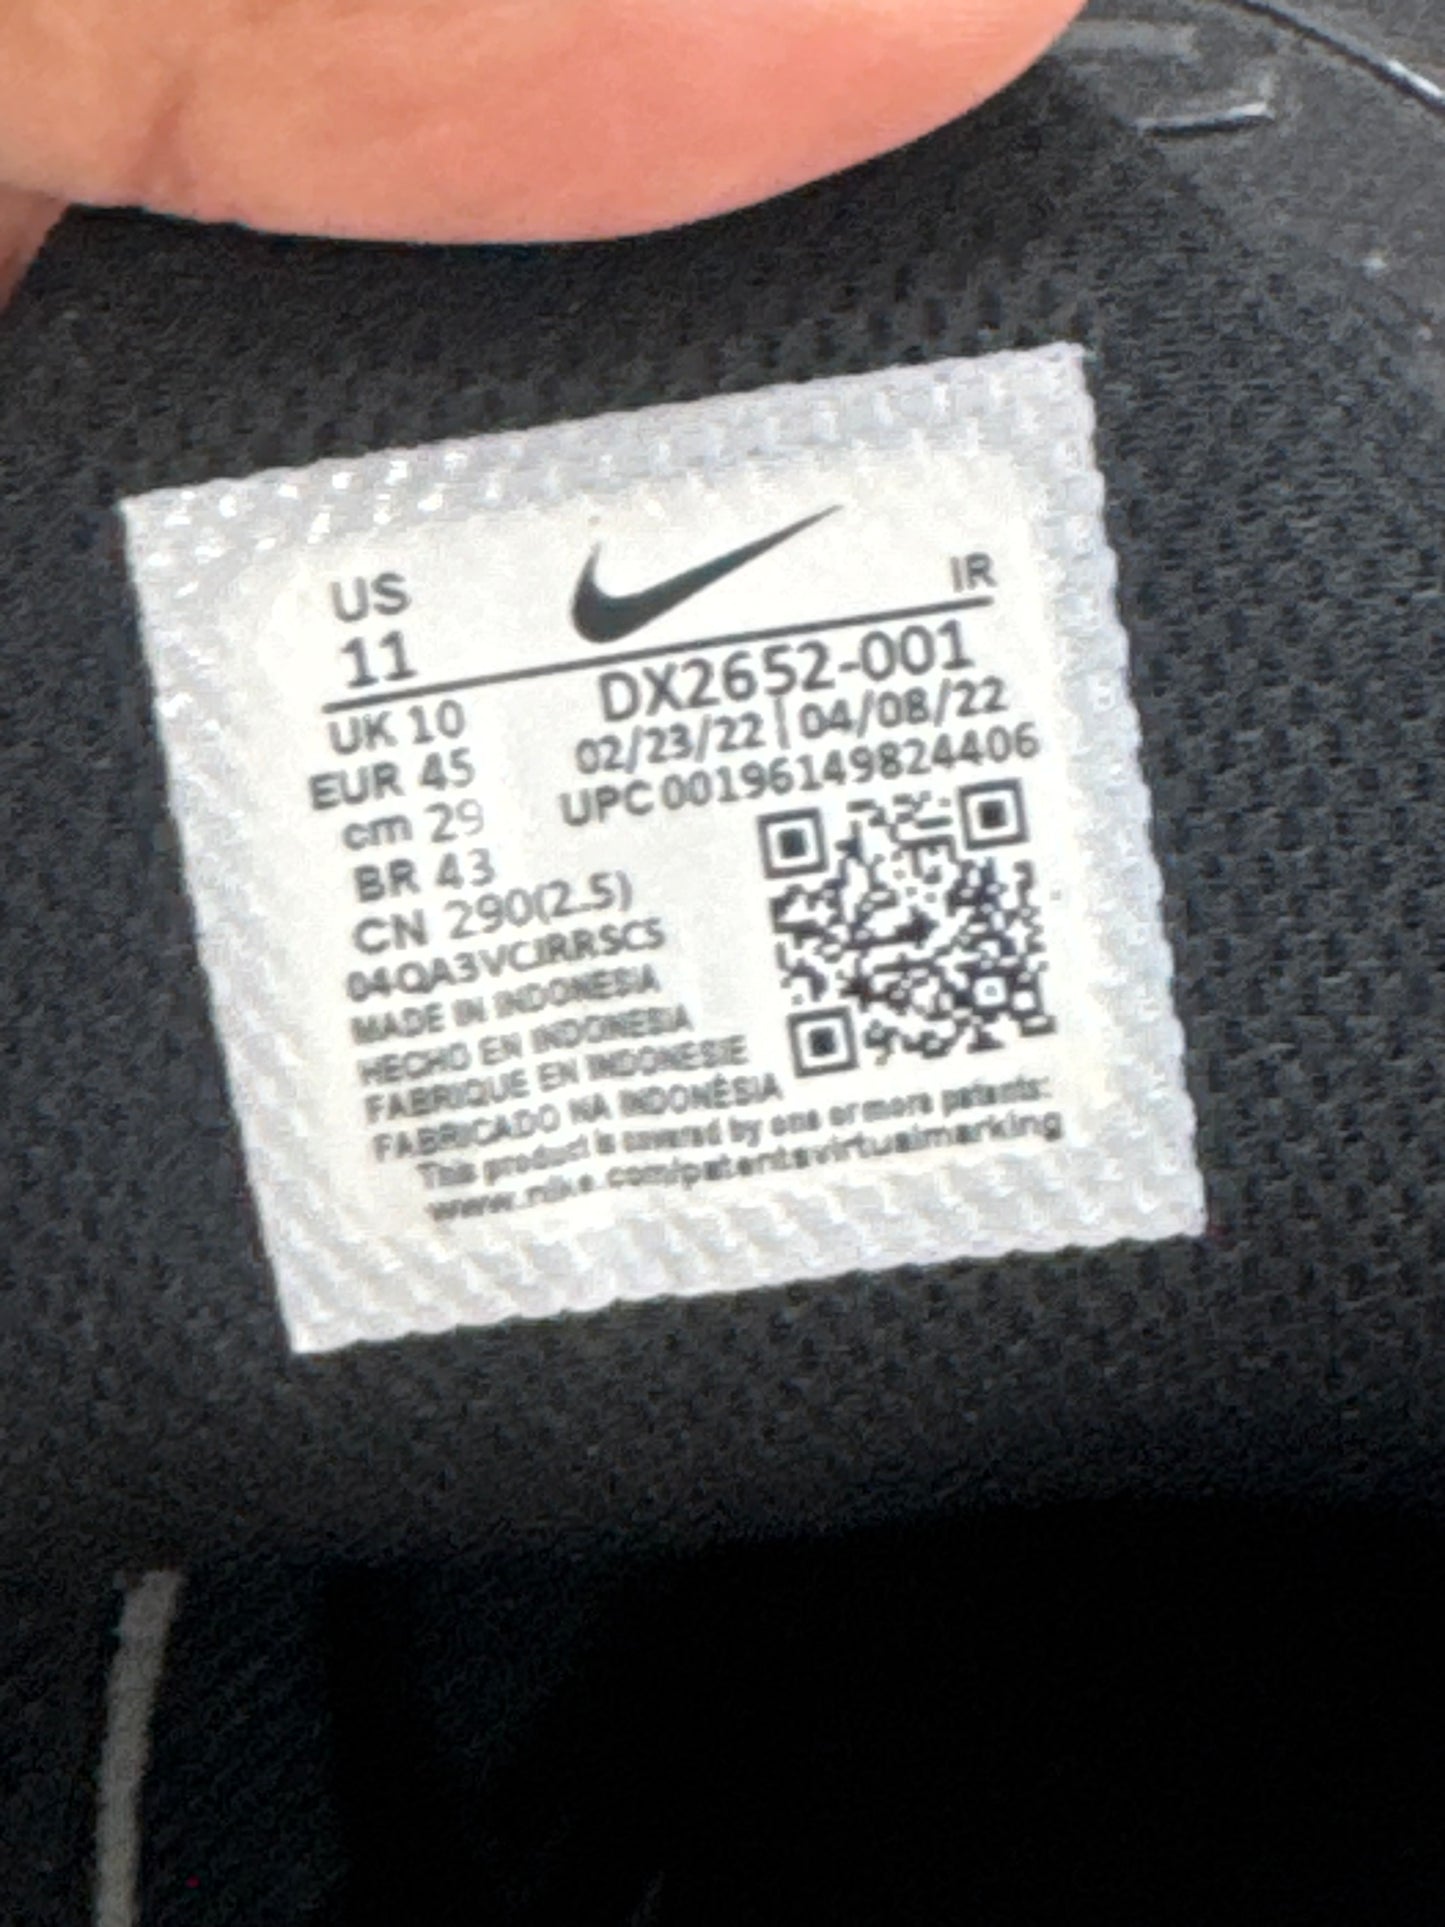 US
11
IR
UK 10
EUR 45
cm 29
BR 43
CN 290(2.5)
DX2652-001
02/23/22 | 04/08/22
UPC 00196149824406
04QA3VCJRRSC5
MADE IN INDONESIA
HECHO EN INDONESIA
FABRIQUE EN INDONESIE
FABRICADO NA INDONÉSIA
This product is covered by one or more patents:
www.nike.com/patentsvirtualmarking